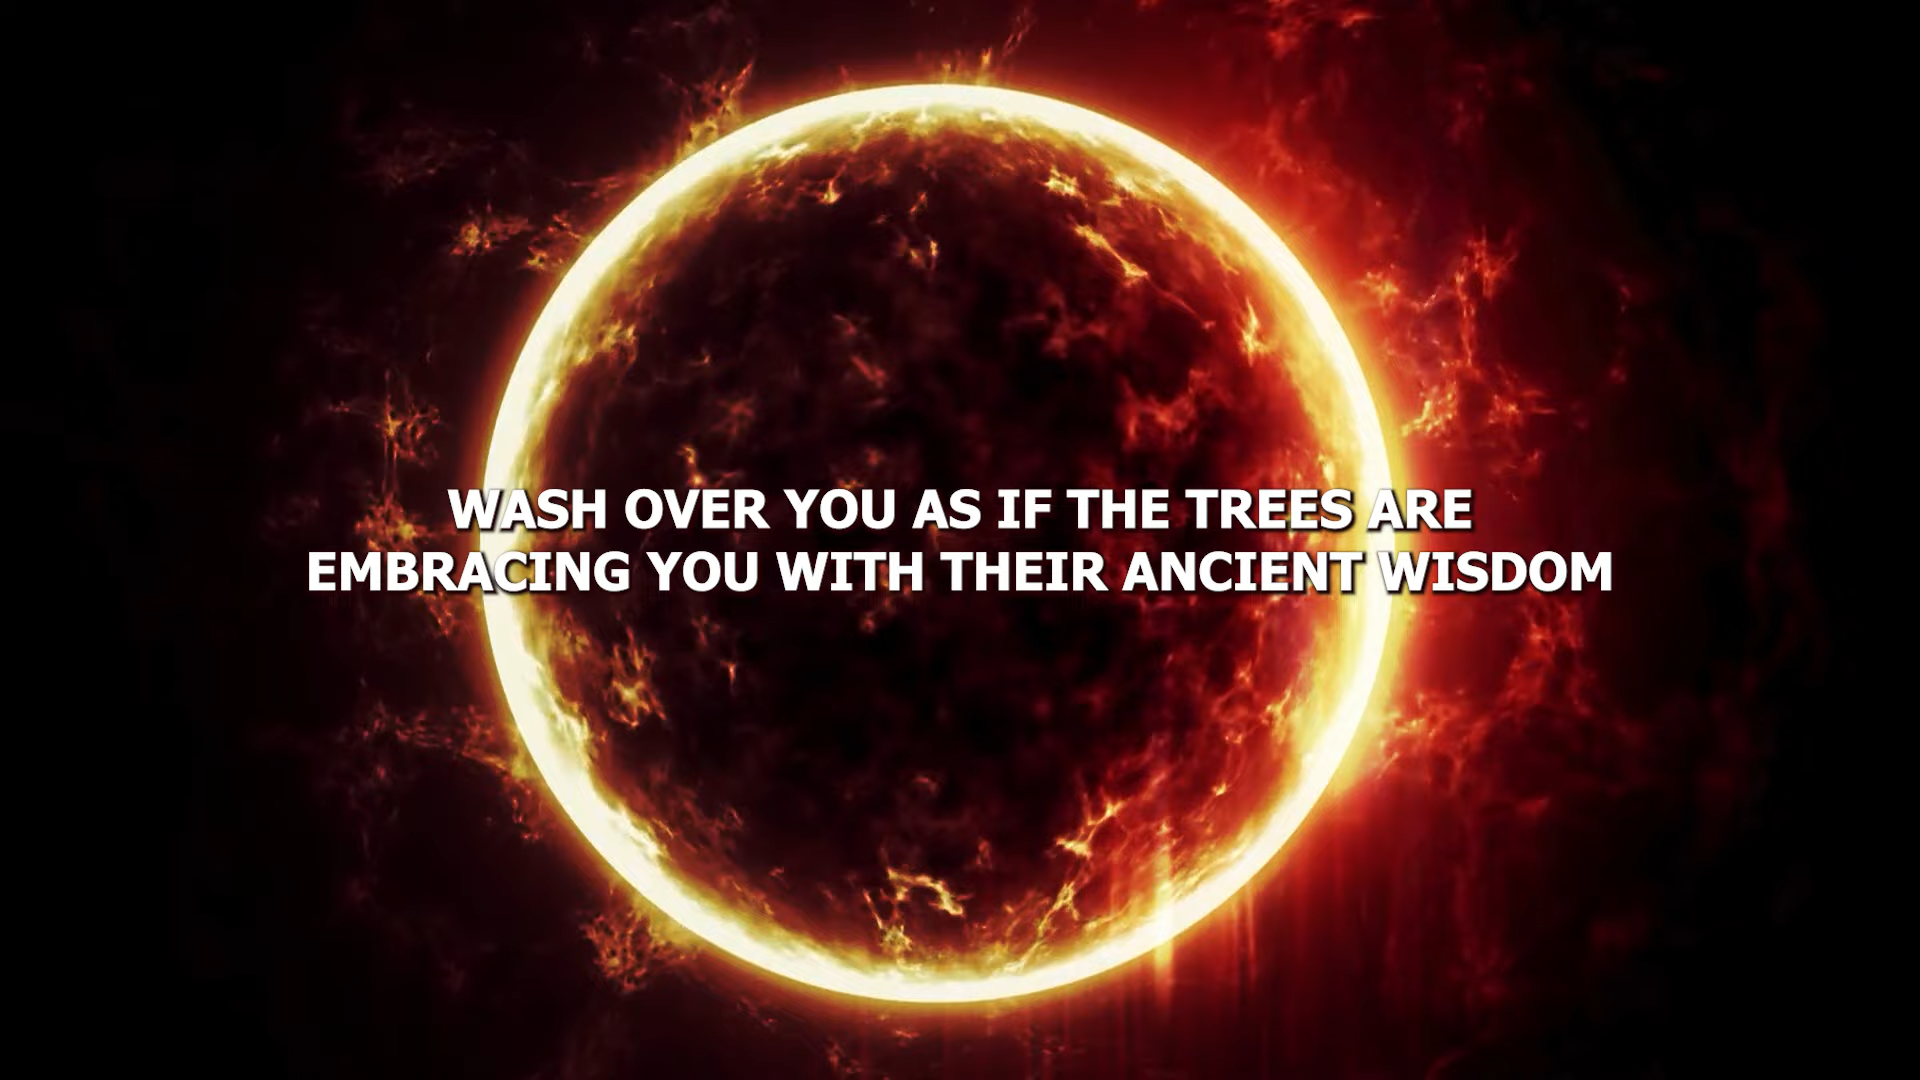 WASH OVER YOU AS IF THE TREES ARE
EMBRACING YOU WITH THEIR ANCIENT WISDOM